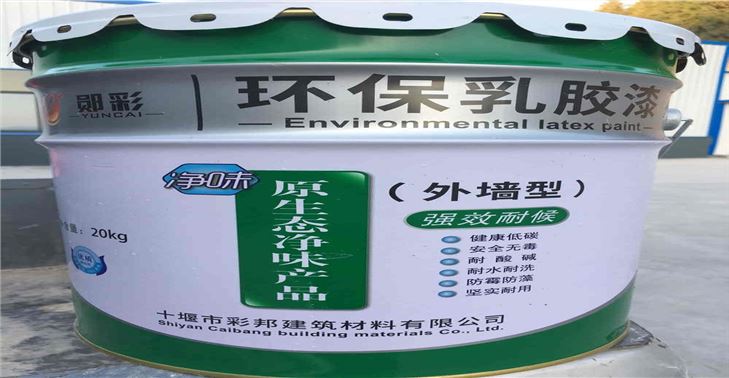 郧彩
YUNCAI
环保乳胶漆
Environmental latex paint
净味
原生态净味产品
（外墙型）
强效耐候
健康低碳
安全无毒
耐酸碱
耐水耐洗
防霉防藻
坚实耐用
含量：20kg
十堰市彩邦建筑材料有限公司
Shiyan Caibang building materials Co., Ltd.